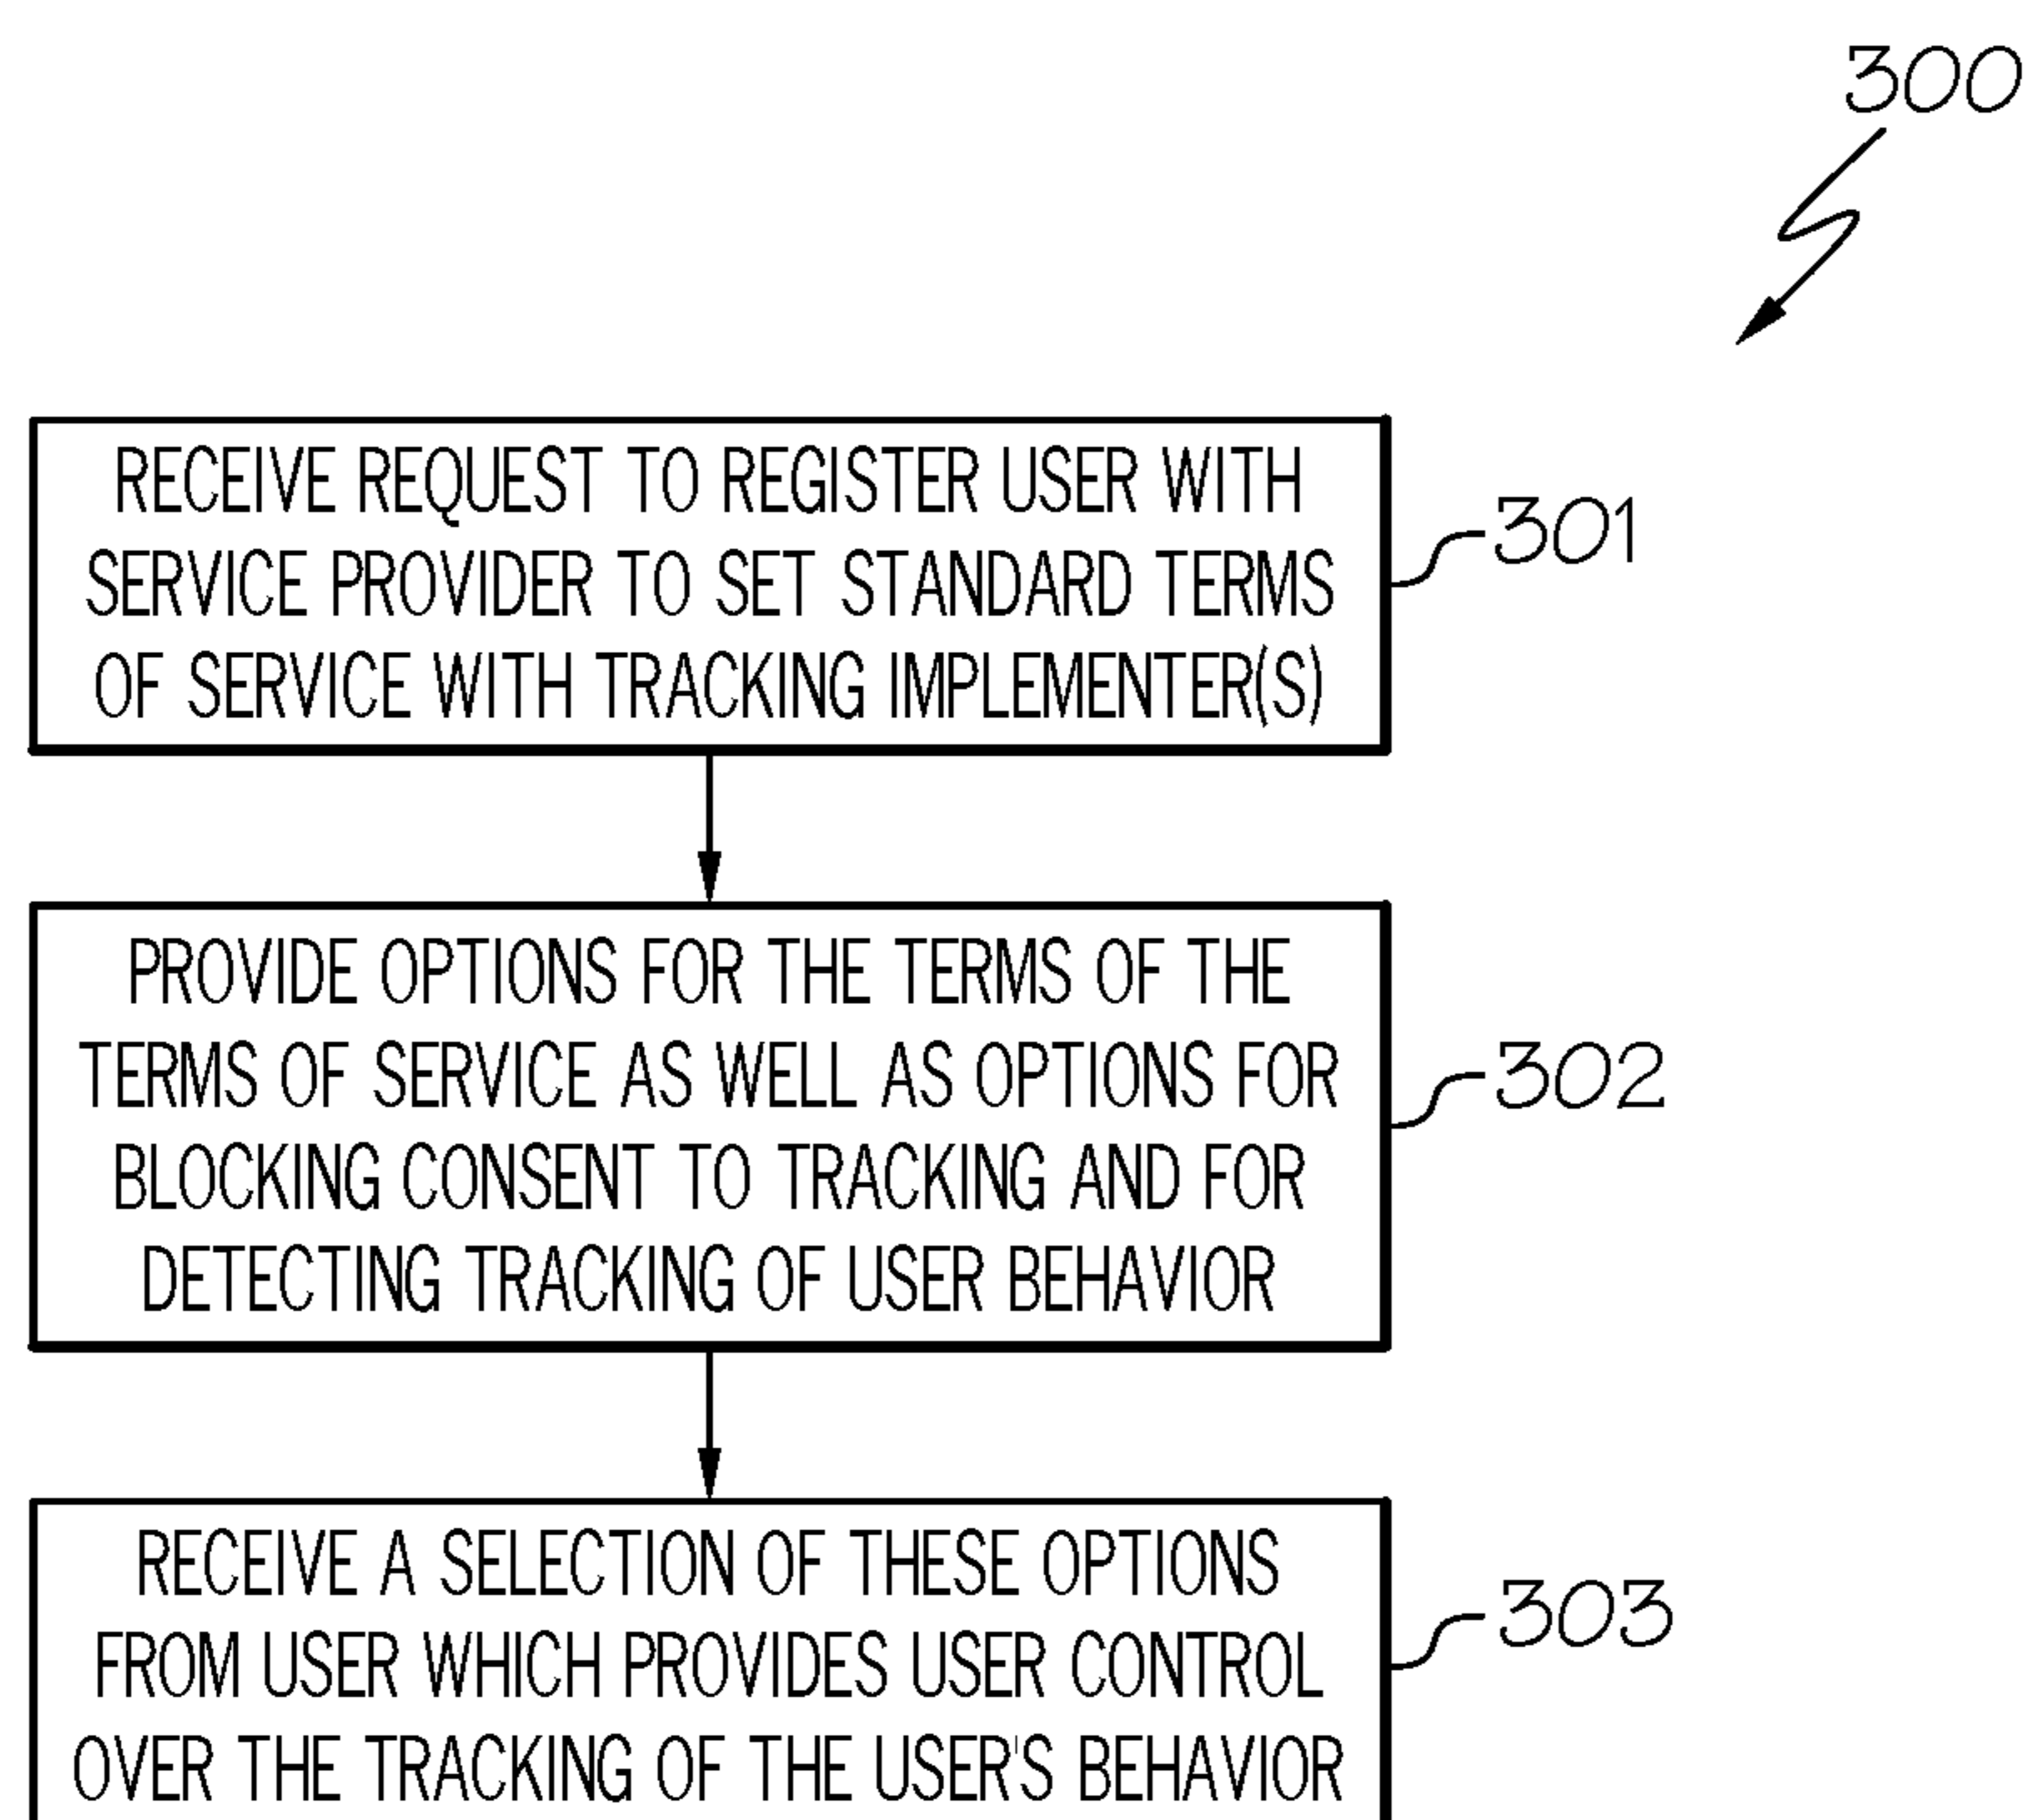 300
RECEIVE REQUEST TO REGISTER USER WITH
SERVICE PROVIDER TO SET STANDARD TERMS
OF SERVICE WITH TRACKING IMPLEMENTER(S)
301
PROVIDE OPTIONS FOR THE TERMS OF THE
TERMS OF SERVICE AS WELL AS OPTIONS FOR
BLOCKING CONSENT TO TRACKING AND FOR
DETECTING TRACKING OF USER BEHAVIOR
302
RECEIVE A SELECTION OF THESE OPTIONS
FROM USER WHICH PROVIDES USER CONTROL
OVER THE TRACKING OF THE USER'S BEHAVIOR
303